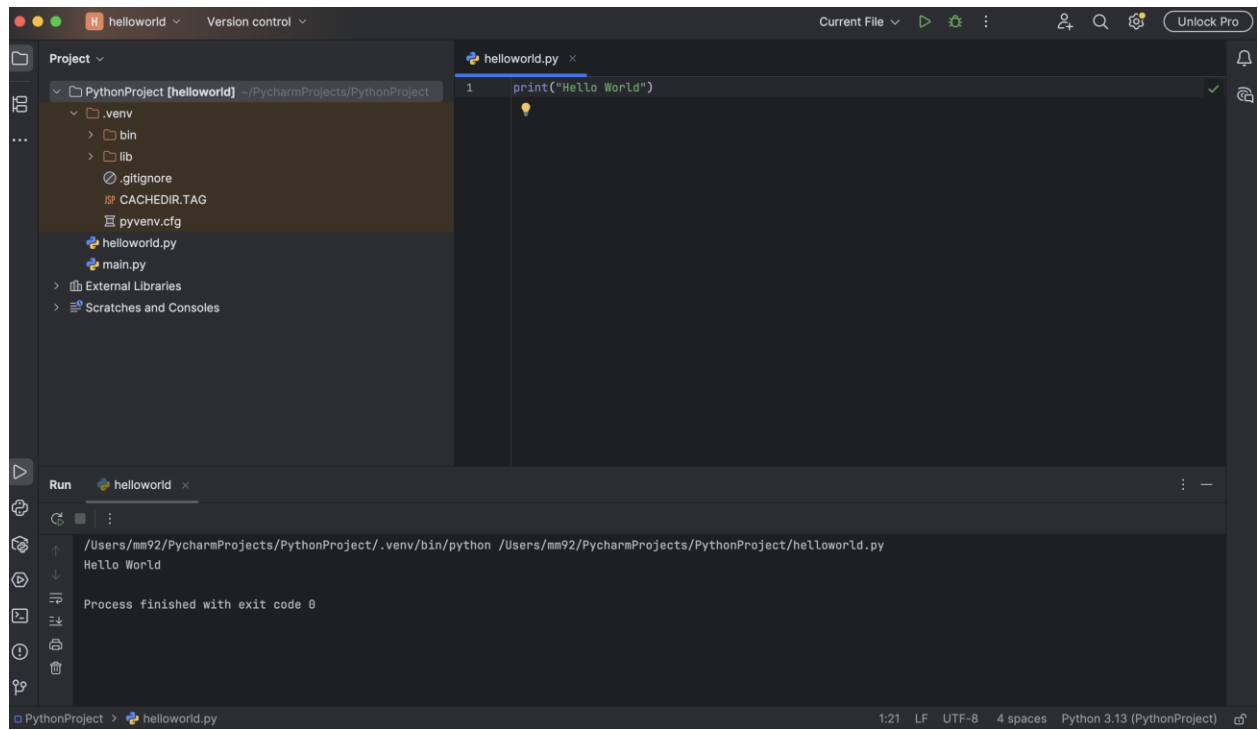 H helloworld Version control Current File Unlock Pro
Project
helloworld.py
PythonProject [helloworld] ~/PycharmProjects/PythonProject
1 print("Hello World")
.venv
bin
lib
.gitignore
JSP CACHEDIR.TAG
pyvenv.cfg
helloworld.py
main.py
External Libraries
Scratches and Consoles
Run helloworld
/Users/mm92/PycharmProjects/PythonProject/.venv/bin/python /Users/mm92/PycharmProjects/PythonProject/helloworld.py
Hello World
Process finished with exit code 0
PythonProject > helloworld.py 1:21 LF UTF-8 4 spaces Python 3.13 (PythonProject)